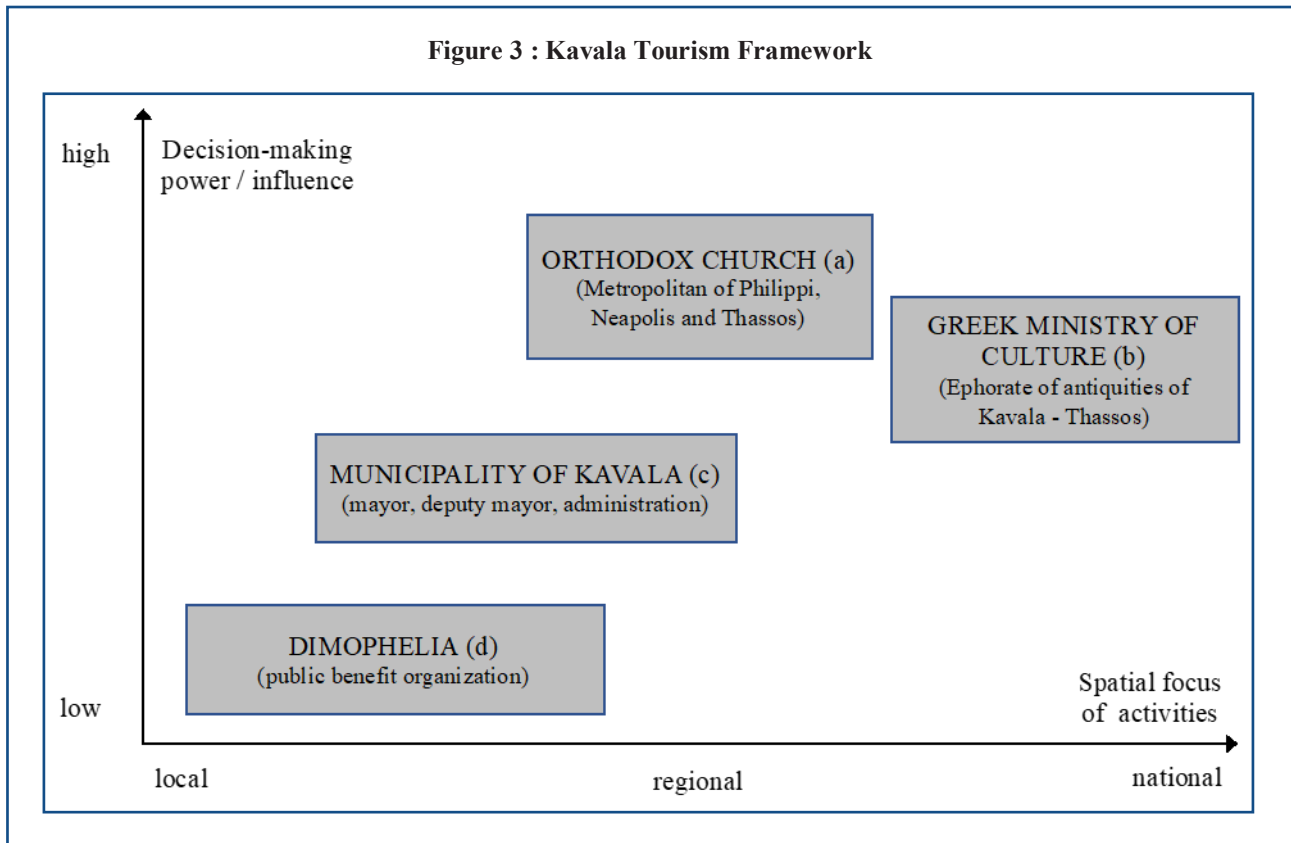 Figure 3 : Kavala Tourism Framework
high
Decision-making
power / influence
ORTHODOX CHURCH (a)
(Metropolitan of Philippi,
Neapolis and Thassos)
GREEK MINISTRY OF
CULTURE (b)
(Ephorate of antiquities of
Kavala - Thassos)
MUNICIPALITY OF KAVALA (c)
(mayor, deputy mayor, administration)
DIMOPHELIA (d)
(public benefit organization)
low
Spatial focus
of activities
local
regional
national